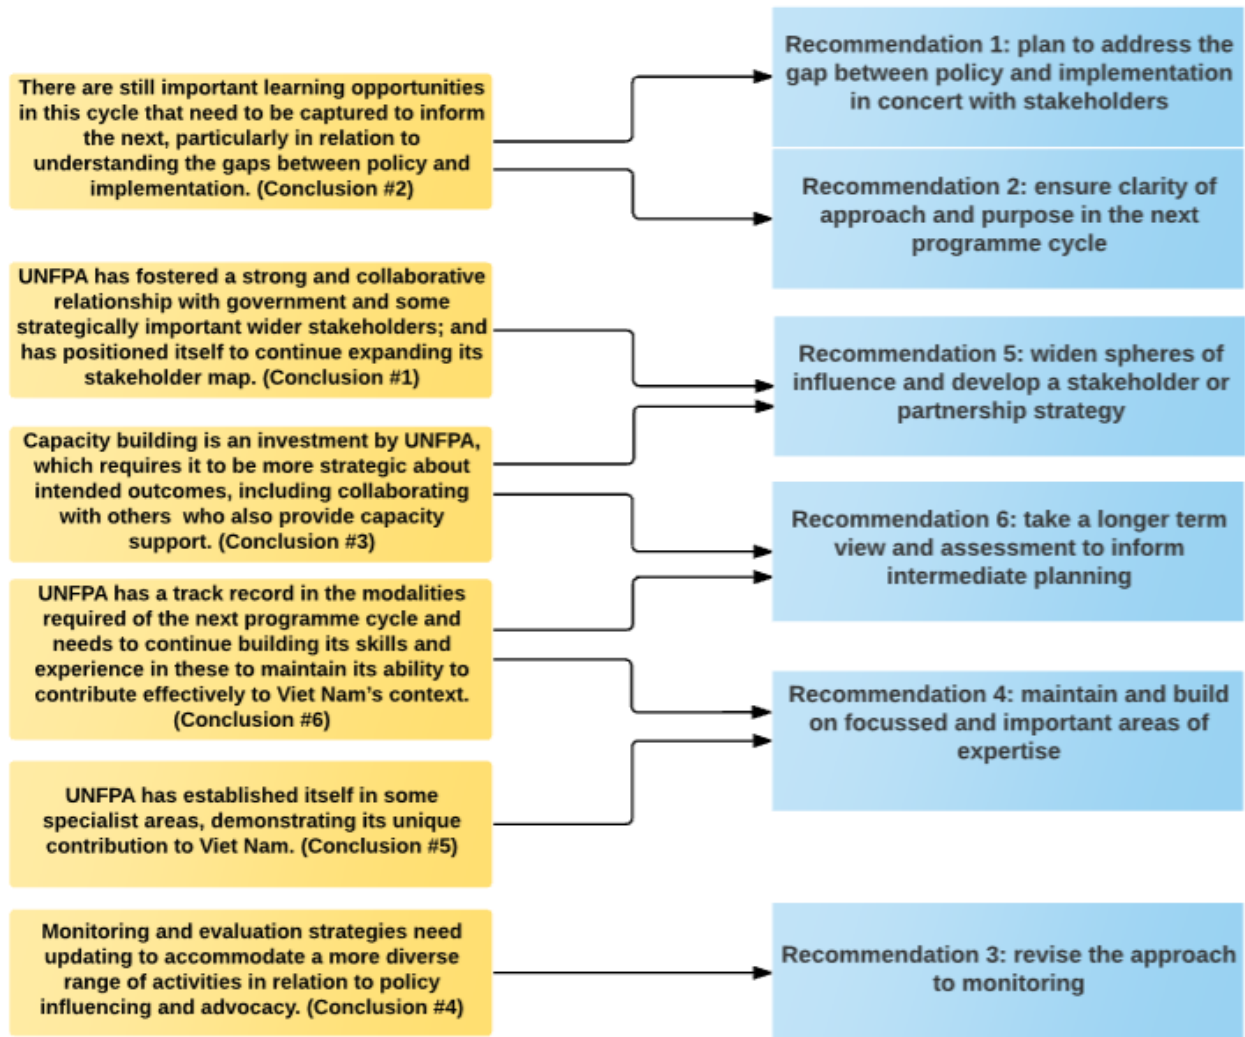 There are still important learning opportunities
in this cycle that need to be captured to inform
the next, particularly in relation to
understanding the gaps between policy and
implementation. (Conclusion #2)
UNFPA has fostered a strong and collaborative
relationship with government and some
strategically important wider stakeholders; and
has positioned itself to continue expanding its
stakeholder map. (Conclusion #1)
Capacity building is an investment by UNFPA,
which requires it to be more strategic about
intended outcomes, including collaborating
with others who also provide capacity
support. (Conclusion #3)
UNFPA has a track record in the modalities
required of the next programme cycle and
needs to continue building its skills and
experience in these to maintain its ability to
contribute effectively to Viet Nam's context.
(Conclusion #6)
UNFPA has established itself in some
specialist areas, demonstrating its unique
contribution to Viet Nam. (Conclusion #5)
Monitoring and evaluation strategies need
updating to accommodate a more diverse
range of activities in relation to policy
influencing and advocacy. (Conclusion #4)
Recommendation 1: plan to address the
gap between policy and implementation
in concert with stakeholders
Recommendation 2: ensure clarity of
approach and purpose in the next
programme cycle
Recommendation 5: widen spheres of
influence and develop a stakeholder or
partnership strategy
Recommendation 6: take a longer term
view and assessment to inform
intermediate planning
Recommendation 4: maintain and build
on focussed and important areas of
expertise
Recommendation 3: revise the approach
to monitoring